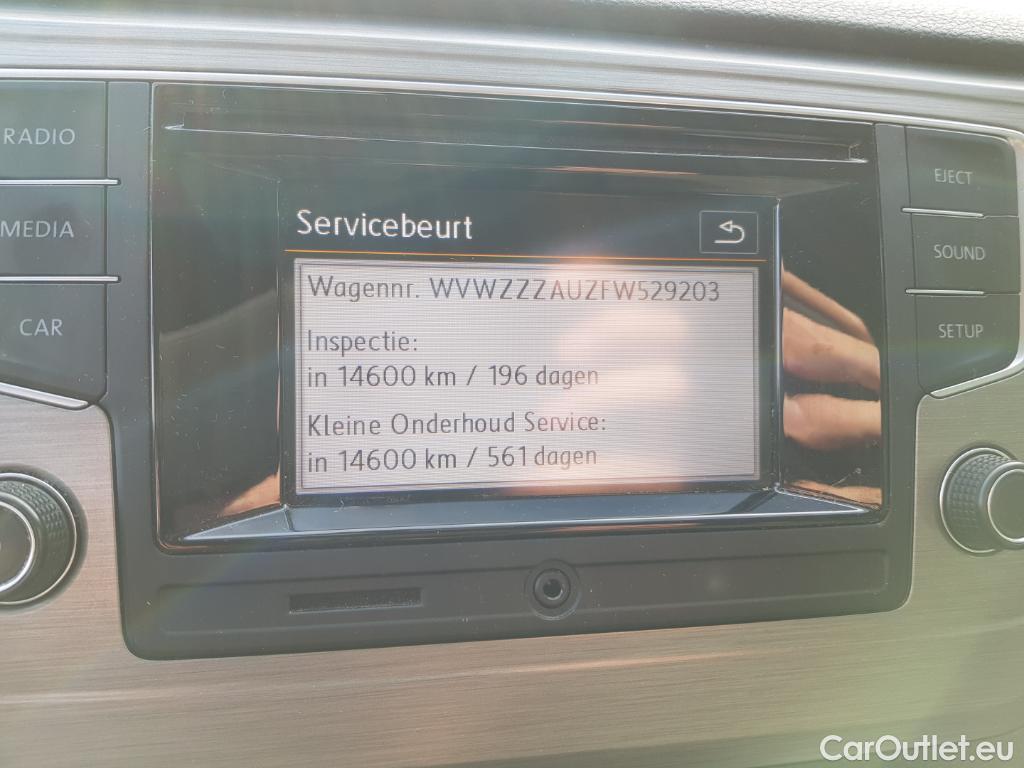 RADIO
MEDIA
CAR
Servicebeurt
Wagennr. WVWZZZAUZFW529203
Inspectie:
in 14600 km / 196 dagen
Kleine Onderhoud Service:
in 14600 km / 561 dagen
EJECT
SOUND
SETUP
CarOutlet.eu